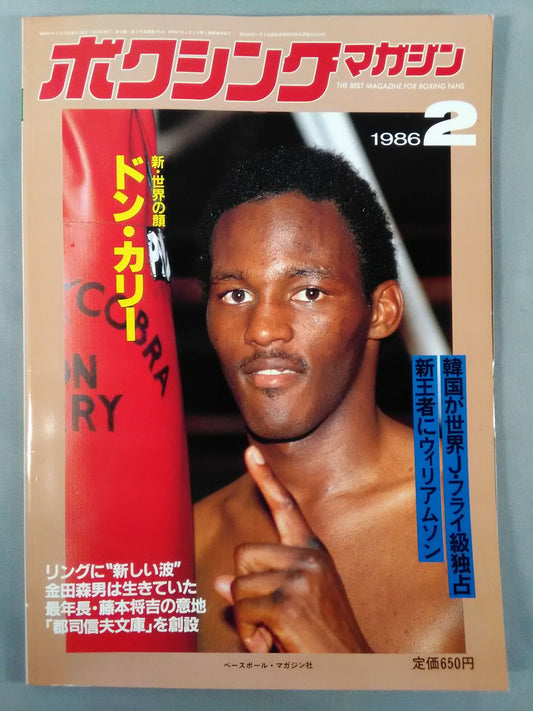 ボクシングマガジン
THE BEST MAGAZINE FOR BOXING FANS
1986 2
新・世界の顔
ドン・カリー
COBRA
ON
RRY
韓国が世界J・フライ級独占
新王者にウィリアムソン
リングに“新しい波”
金田森男は生きていた
最年長・藤本将吉の意地
「郡司信夫文庫」を創設
ベースボール・マガジン社
定価650円